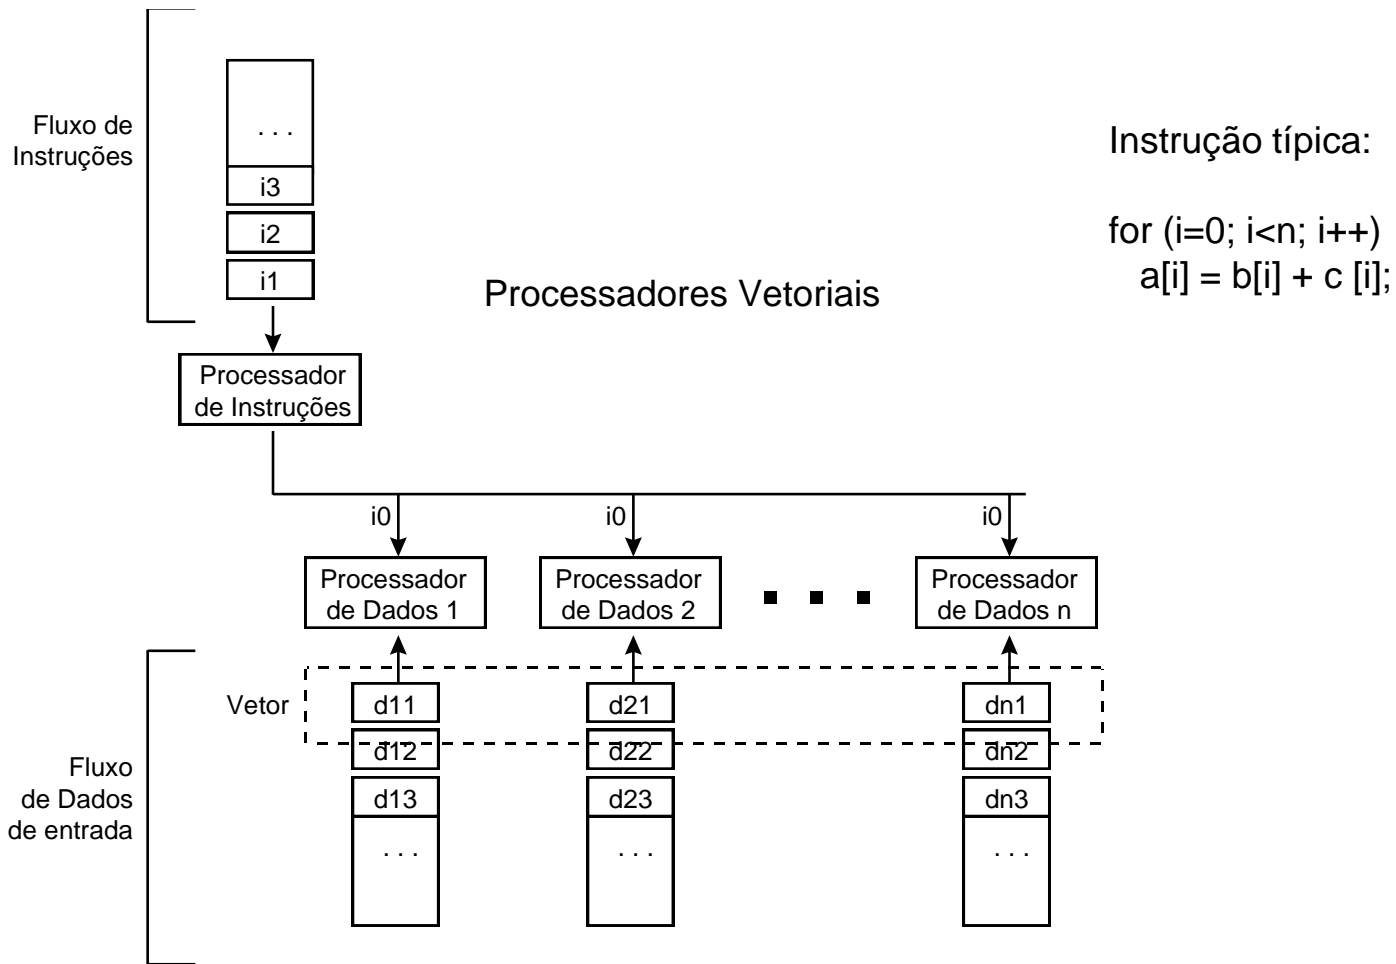 Fluxo de
Instruções
. . .
i3
i2
i1
Instrução típica:
for (i=0; i<n; i++)
a[i] = b[i] + c [i];
Processadores Vetoriais
Processador
de Instruções
i0
i0
i0
Processador
de Dados 1
Processador
de Dados 2
Processador
de Dados n
Vetor
d11
d21
dn1
d12
d22
dn2
Fluxo
de Dados
de entrada
d13
d23
dn3
. . .
. . .
. . .